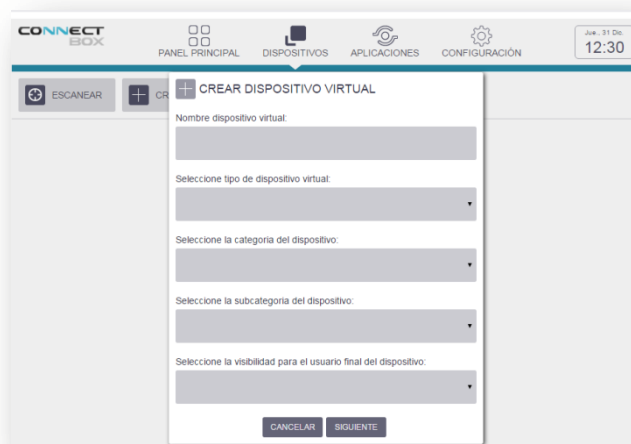 CONNECT
BOX
PANEL PRINCIPAL
DISPOSITIVOS
APLICACIONES
CONFIGURACIÓN
Jue., 31 Dic.
12:30
ESCANEAR
CR
CREAR DISPOSITIVO VIRTUAL
Nombre dispositivo virtual:
Seleccione tipo de dispositivo virtual:
Seleccione la categoria del dispositivo:
Seleccione la subcategoria del dispositivo:
Seleccione la visibilidad para el usuario final del dispositivo:
CANCELAR
SIGUIENTE